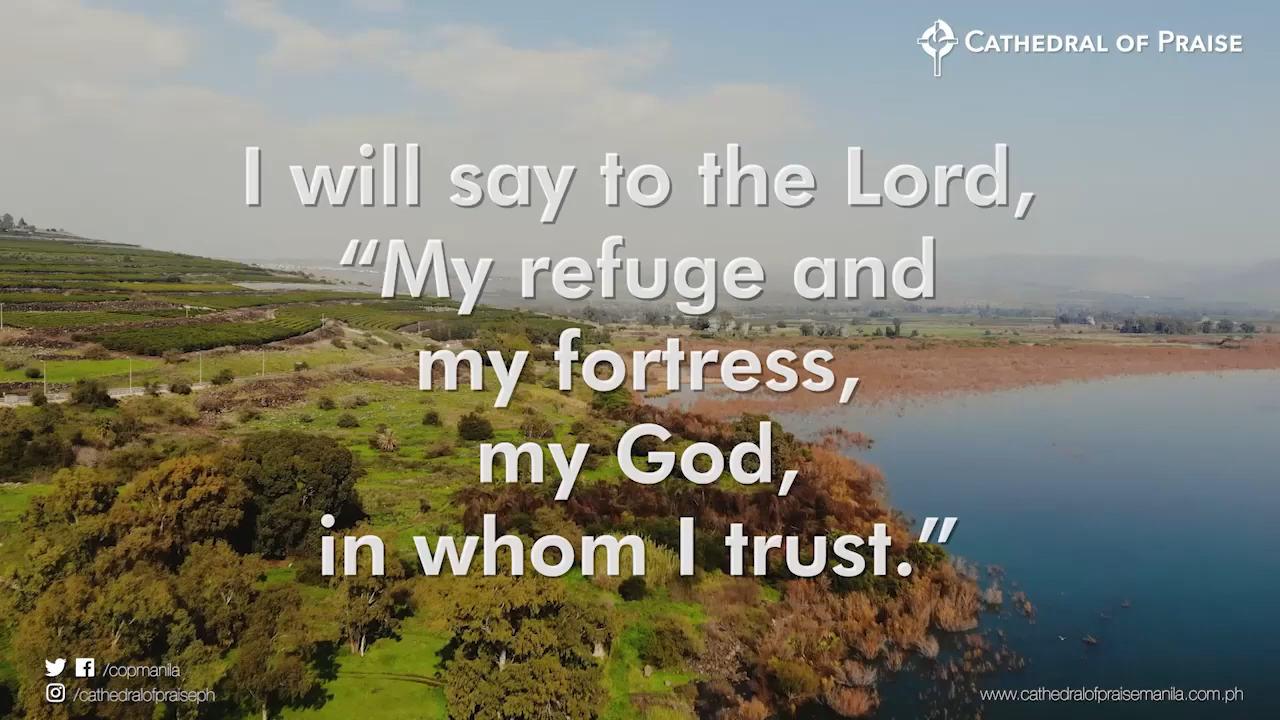 CATHEDRAL OF PRAISE
I will say to the Lord,
“My refuge and
my fortress,
my God,
in whom I trust.”
/copmanila
/cathedralofpraiseph
www.cathedralofpraisemanila.com.ph